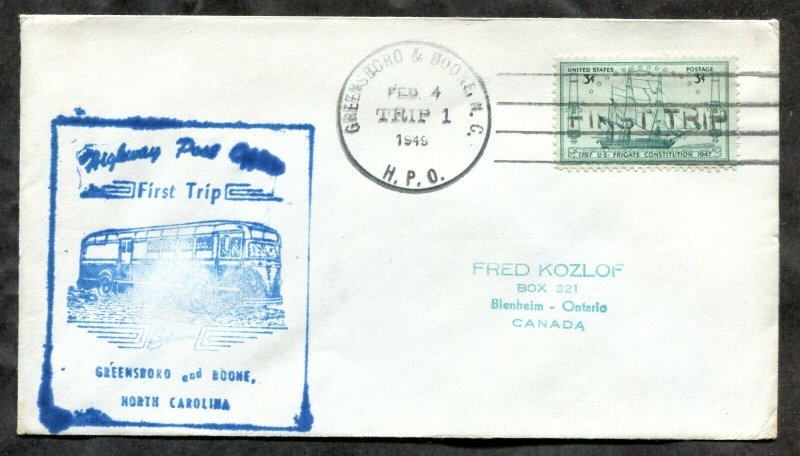 Highway Post Office
First Trip
Between
GREENSBORO and BOONE,
NORTH CAROLINA
GREENSBORO & BOONE, N. C.
FEB. 4
TRIP 1
1949
H. P. O.
UNITED STATES POSTAGE
3¢ 3¢
FIRST TRIP
1797 U.S. FRIGATE CONSTITUTION 1947
FRED KOZLOF
BOX 321
Blenheim - Ontario
CANADA